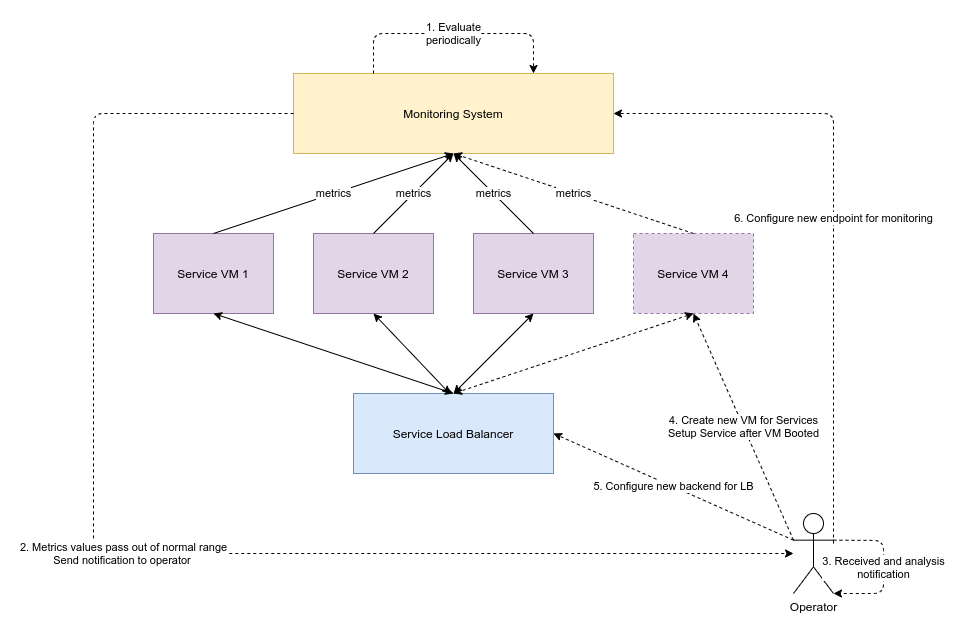 1. Evaluate
periodically
Monitoring System
metrics
metrics
metrics
metrics
6. Configure new endpoint for monitoring
Service VM 1
Service VM 2
Service VM 3
Service VM 4
4. Create new VM for Services
Setup Service after VM Booted
Service Load Balancer
5. Configure new backend for LB
2. Metrics values pass out of normal range
Send notification to operator
3. Received and analysis
notification
Operator